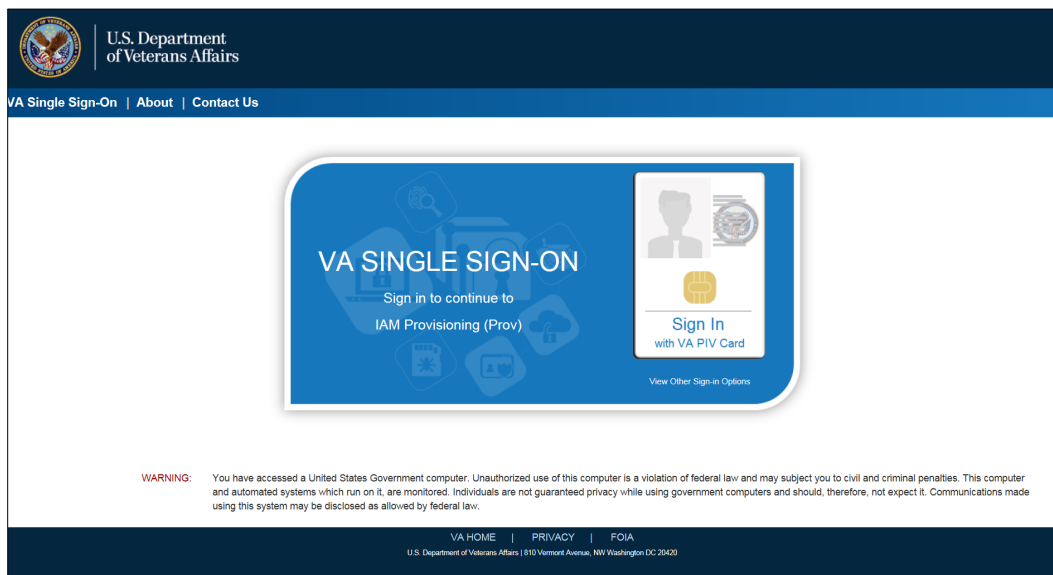 U.S. Department
of Veterans Affairs
VA Single Sign-On | About | Contact Us
VA SINGLE SIGN-ON
Sign in to continue to
IAM Provisioning (Prov)
Sign In
with VA PIV Card
View Other Sign-in Options
WARNING: You have accessed a United States Government computer. Unauthorized use of this computer is a violation of federal law and may subject you to civil and criminal penalties. This computer
and automated systems which run on it, are monitored. Individuals are not guaranteed privacy while using government computers and should, therefore, not expect it. Communications made
using this system may be disclosed as allowed by federal law.
VA HOME | PRIVACY | FOIA
U.S. Department of Veterans Affairs | 810 Vermont Avenue, NW Washington DC 20420